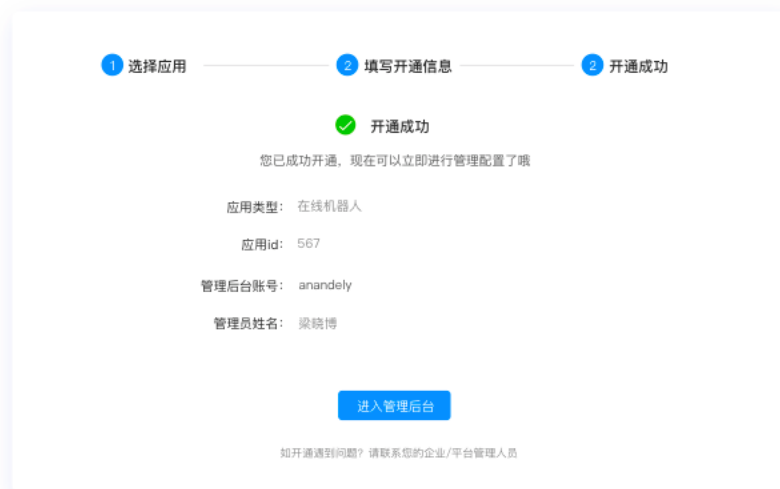 1 选择应用 2 填写开通信息 2 开通成功
开通成功
您已成功开通，现在可以立即进行管理配置了哦
应用类型： 在线机器人
应用id： 567
管理后台账号： anandely
管理员姓名： 梁晓博
进入管理后台
如开通遇到问题？请联系您的企业/平台管理人员